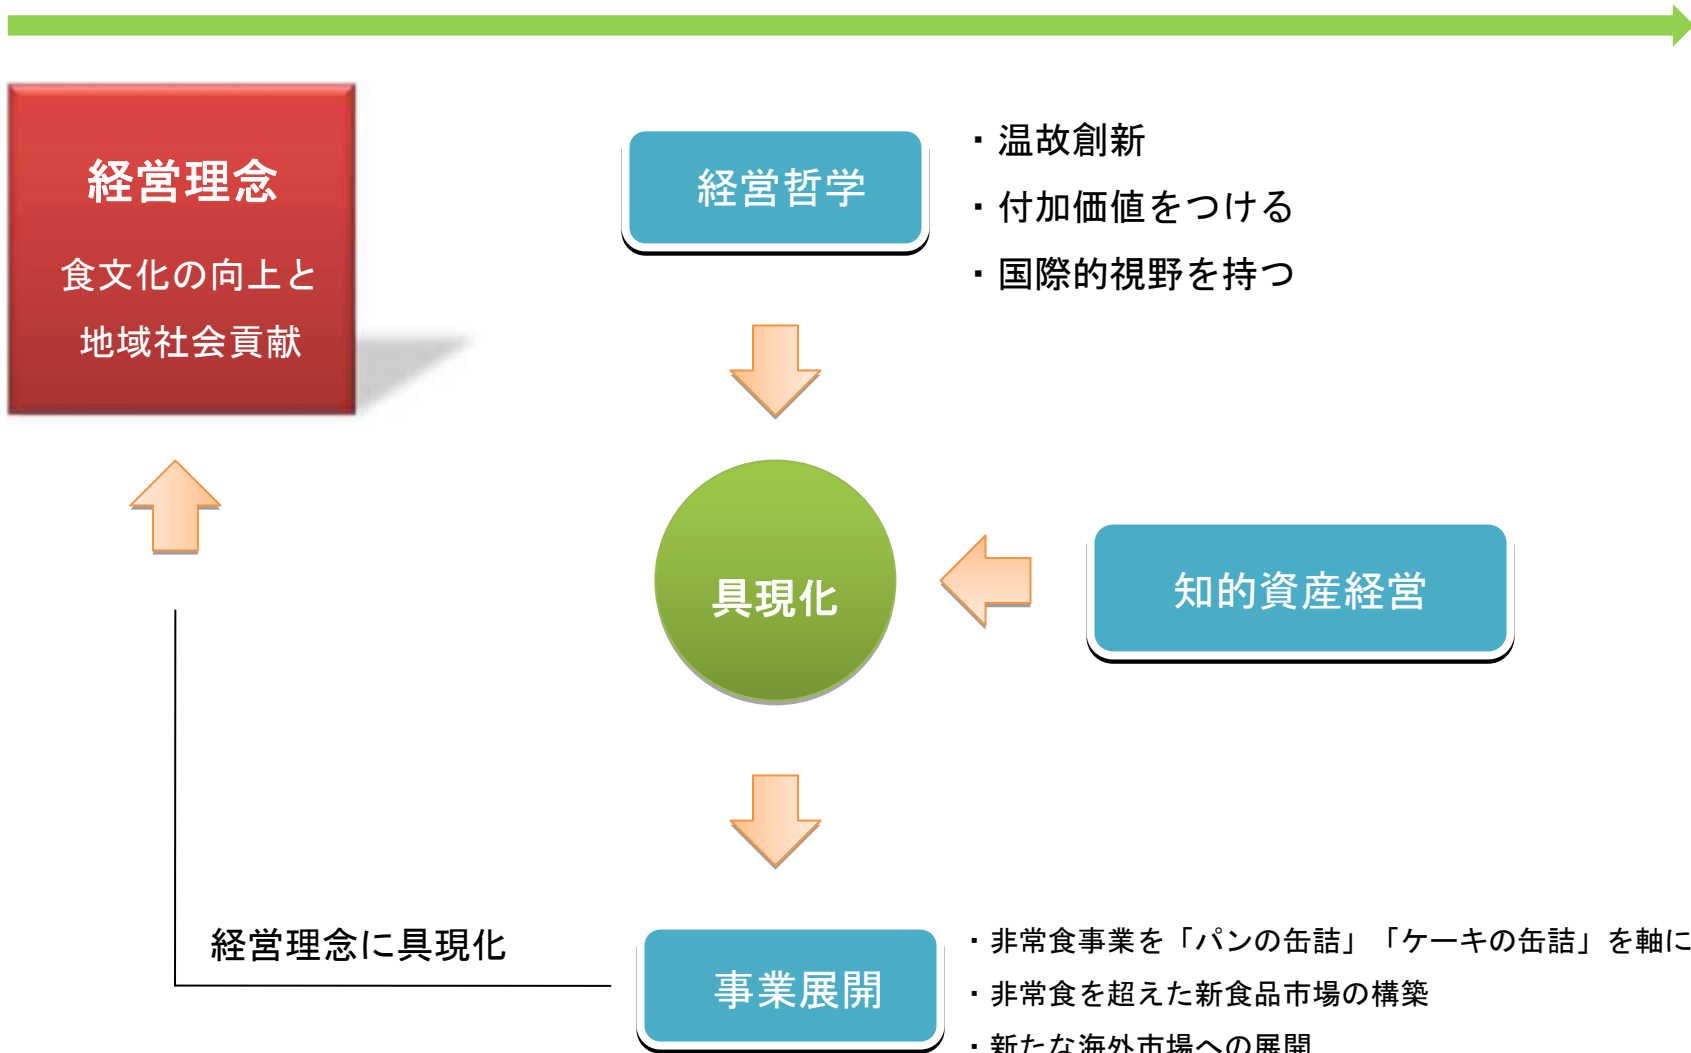 経営理念
食文化の向上と
地域社会貢献
経営哲学
・温故創新
・付加価値をつける
・国際的視野を持つ
具現化
知的資産経営
経営理念に具現化
事業展開
・非常食事業を「パンの缶詰」「ケーキの缶詰」を軸に
・非常食を超えた新食品市場の構築
・新たな海外市場への展開